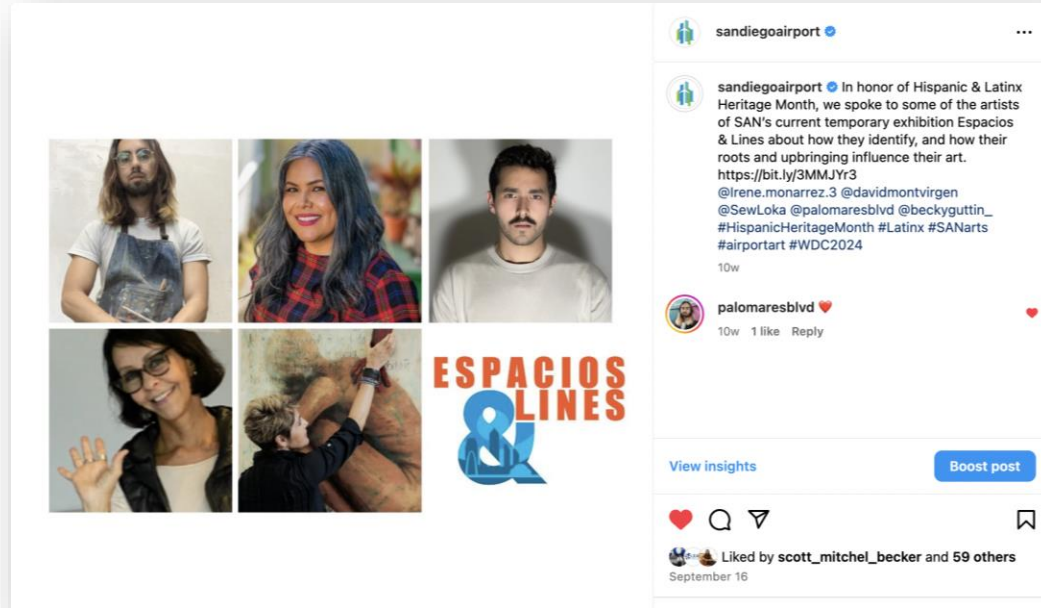 ESPACIOS
& LINES
sandiegoairport
...
sandiegoairport In honor of Hispanic & Latinx
Heritage Month, we spoke to some of the artists
of SAN's current temporary exhibition Espacios
& Lines about how they identify, and how their
roots and upbringing influence their art.
https://bit.ly/3MMJYr3
@Irene.monarrez.3 @davidmontvirgen
@SewLoka @palomaresblvd @beckyguttin_
#HispanicHeritageMonth #Latinx #SANarts
#airportart #WDC2024
10w
palomaresblvd ❤️
10w 1 like Reply
View insights
Boost post
Liked by scott_mitchel_becker and 59 others
September 16